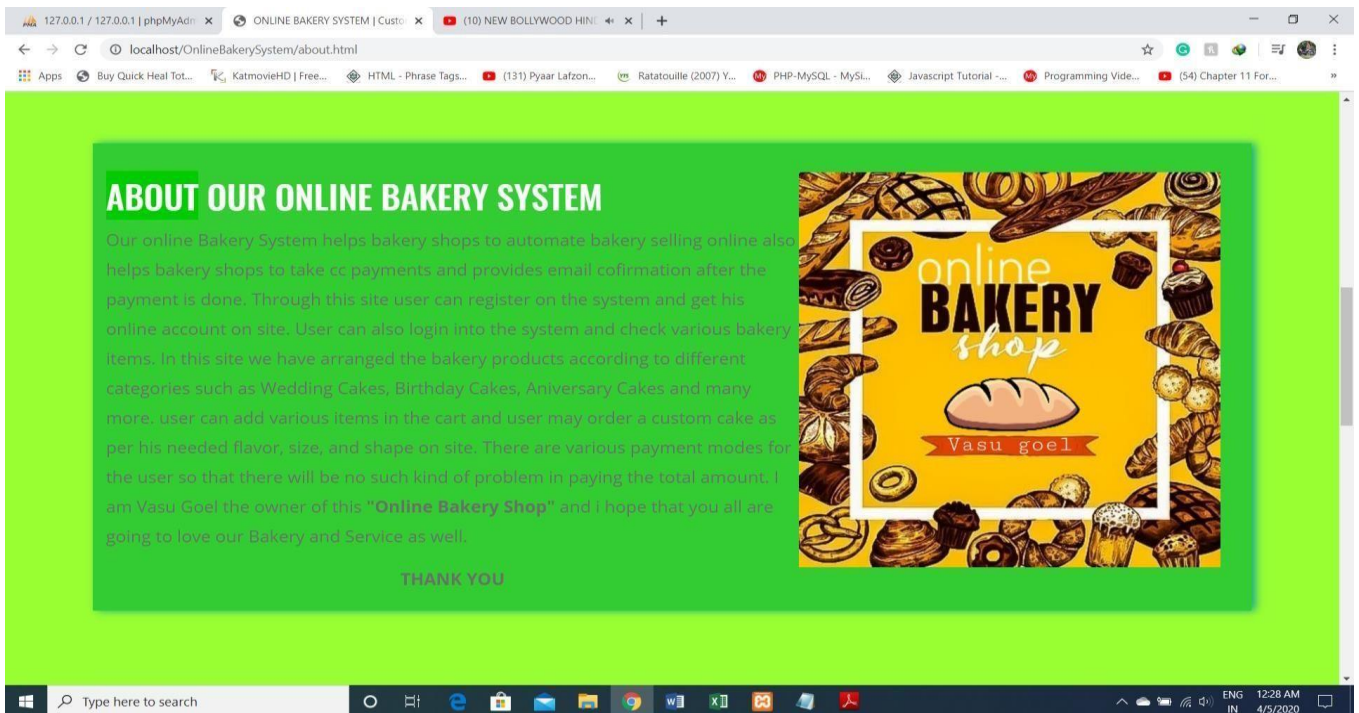 127.0.0.1 / 127.0.0.1 | phpMyAdn
ONLINE BAKERY SYSTEM | Custo
(10) NEW BOLLYWOOD HIN
localhost/OnlineBakerySystem/about.html
Apps Buy Quick Heal Tot... KatmovieHD | Free... HTML - Phrase Tags... (131) Pyaar Lafzon... Ratatouille (2007) Y... PHP-MySQL - MySi... Javascript Tutorial -... Programming Vide... (54) Chapter 11 For... »
ABOUT OUR ONLINE BAKERY SYSTEM
Our online Bakery System helps bakery shops to automate bakery selling online also
helps bakery shops to take cc payments and provides email cofirmation after the
payment is done. Through this site user can register on the system and get his
online account on site. User can also login into the system and check various bakery
items. In this site we have arranged the bakery products according to different
categories such as Wedding Cakes, Birthday Cakes, Aniversary Cakes and many
more. user can add various items in the cart and user may order a custom cake as
per his needed flavor, size, and shape on site. There are various payment modes for
the user so that there will be no such kind of problem in paying the total amount. I
am Vasu Goel the owner of this "Online Bakery Shop" and i hope that you all are
going to love our Bakery and Service as well.
THANK YOU
online
BAKERY
shop
Vasu goel
Type here to search
ENG
IN
12:28 AM
4/5/2020